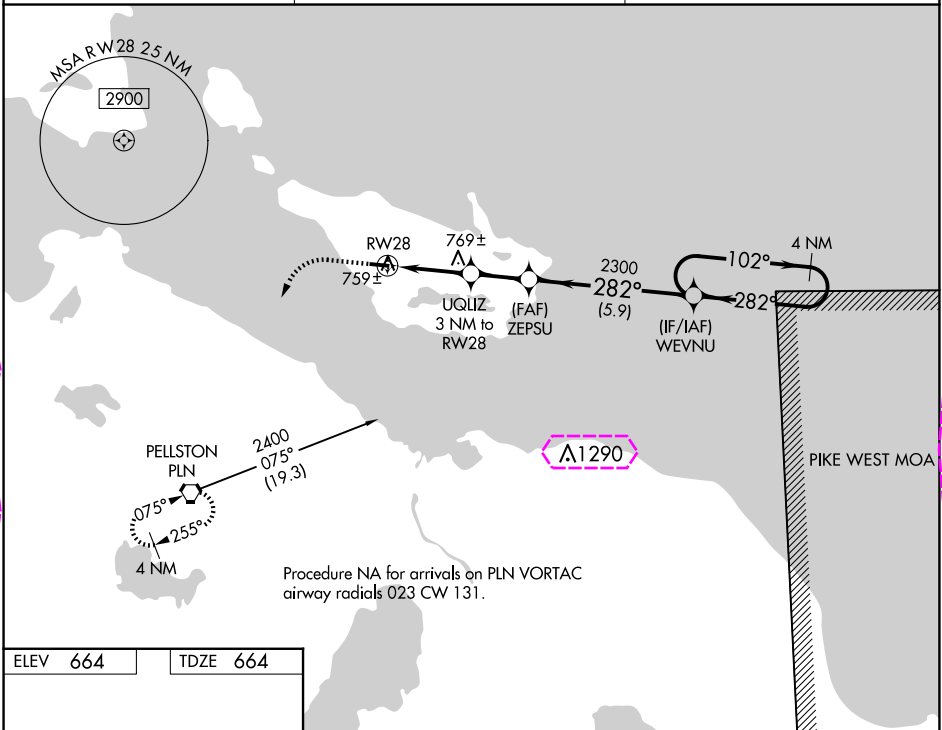 MSA RW28 25 NM
2900
RW28
759±
769±
UQLIZ
3 NM to
RW28
(FAF)
ZEPSU
2300
282°
(5.9)
(IF/IAF)
WEVNU
102°
4 NM
282°
PELLSTON
PLN
2400
075°
(19.3)
075°
255°
4 NM
1290
PIKE WEST MOA
Procedure NA for arrivals on PLN VORTAC
airway radials 023 CW 131.
ELEV 664
TDZE 664